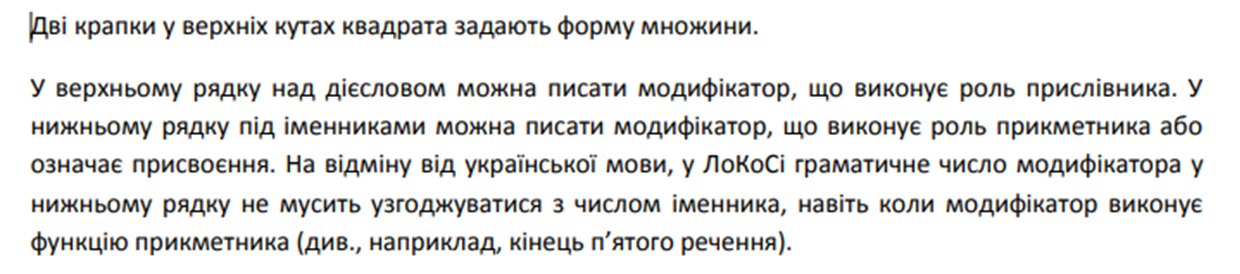 Дві крапки у верхніх кутах квадрата задають форму множини.
У верхньому рядку над дієсловом можна писати модифікатор, що виконує роль прислівника. У
нижньому рядку під іменниками можна писати модифікатор, що виконує роль прикметника або
означає присвоєння. На відміну від української мови, у ЛоКоСі граматичне число модифікатора у
нижньому рядку не мусить узгоджуватися з числом іменника, навіть коли модифікатор виконує
функцію прикметника (див., наприклад, кінець п’ятого речення).